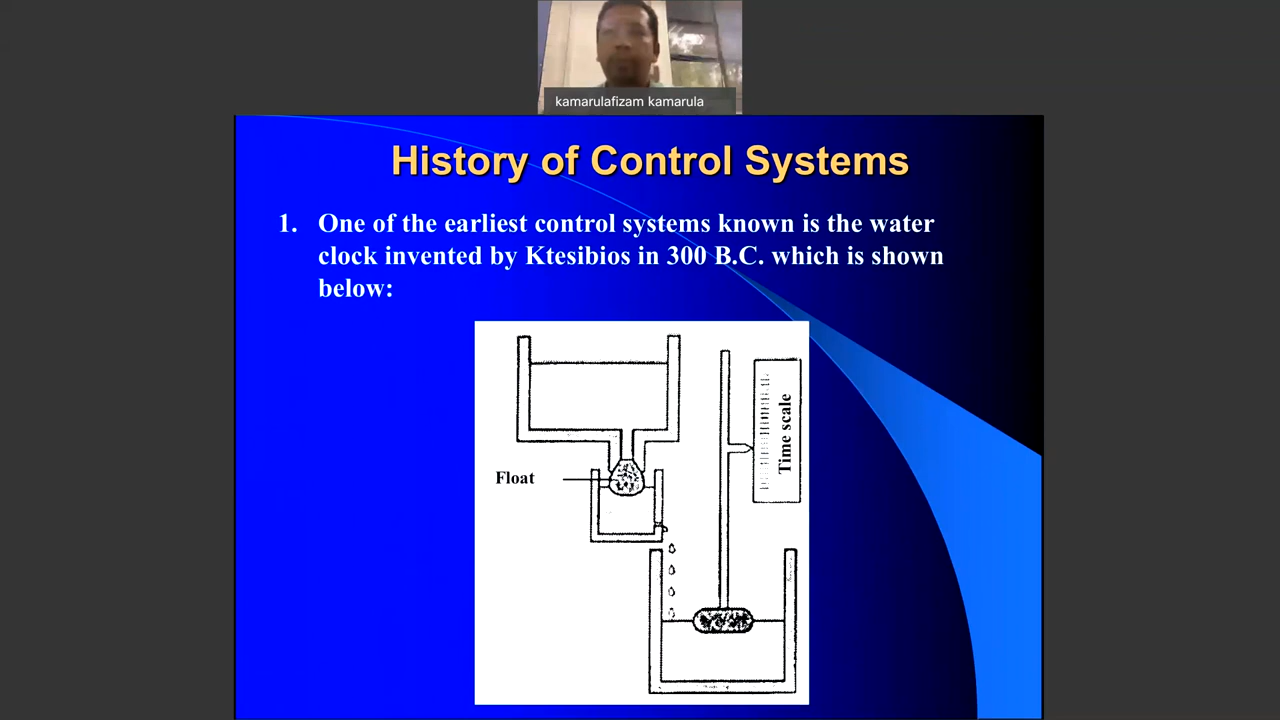 kamarulafizam kamarula
History of Control Systems
1. One of the earliest control systems known is the water
clock invented by Ktesibios in 300 B.C. which is shown
below:
Float
Time scale